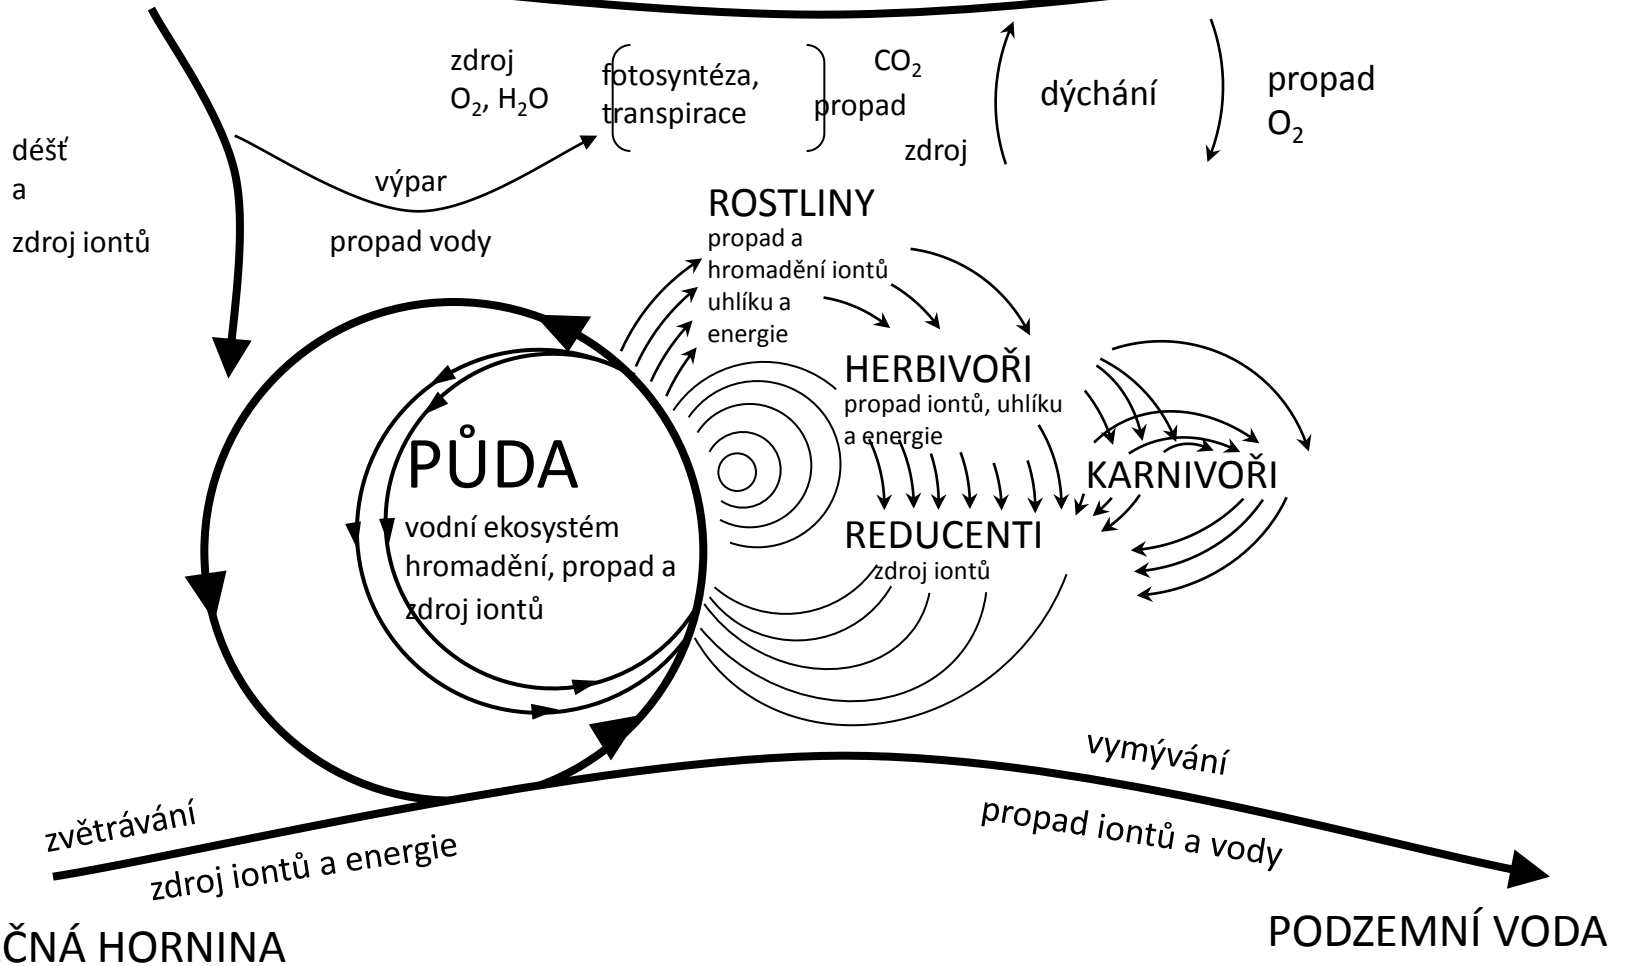 zdroj
O2, H2O
fotosyntéza,
transpirace
CO2
propad
zdroj
dýchání
propad
O2
déšť
a
zdroj iontů
výpar
propad vody
ROSTLINY
propad a
hromadění iontů
uhlíku a
energie
HERBIVOŘI
propad iontů, uhlíku
a energie
KARNIVOŘI
REDUCENTI
zdroj iontů
PŮDA
vodní ekosystém
hromadění, propad a
zdroj iontů
zvětrávání
zdroj iontů a energie
vymývání
propad iontů a vody
ČNÁ HORNINA
PODZEMNÍ VODA